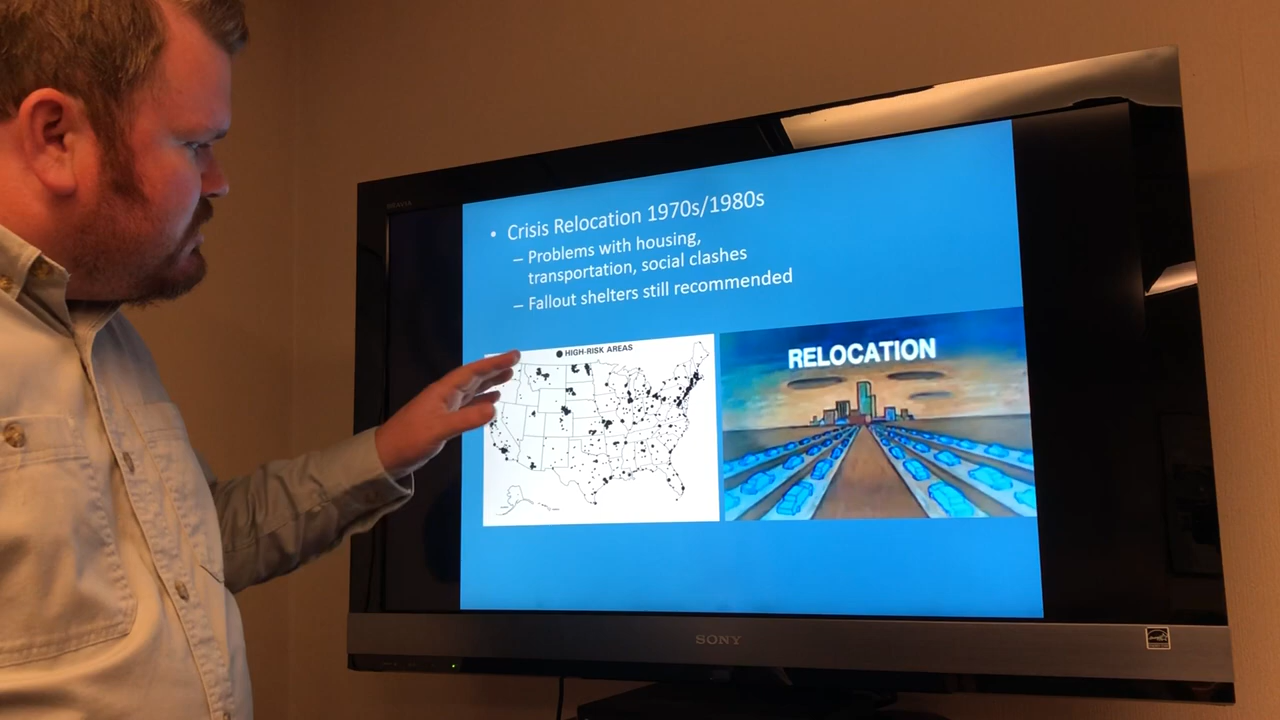 BRAVIA
• Crisis Relocation 1970s/1980s
– Problems with housing,
transportation, social clashes
– Fallout shelters still recommended
HIGH-RISK AREAS
RELOCATION
SONY